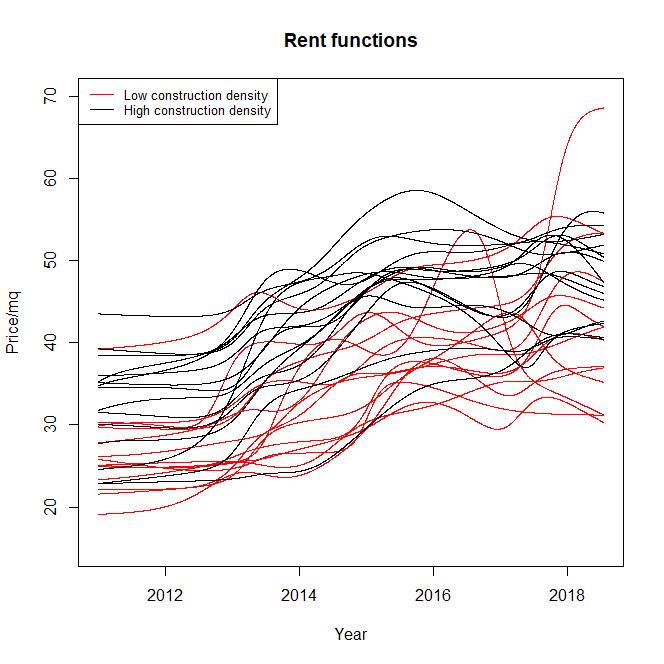 Rent functions
Low construction density
High construction density
Price/mq
70
60
50
40
30
20
2012
2014
2016
2018
Year